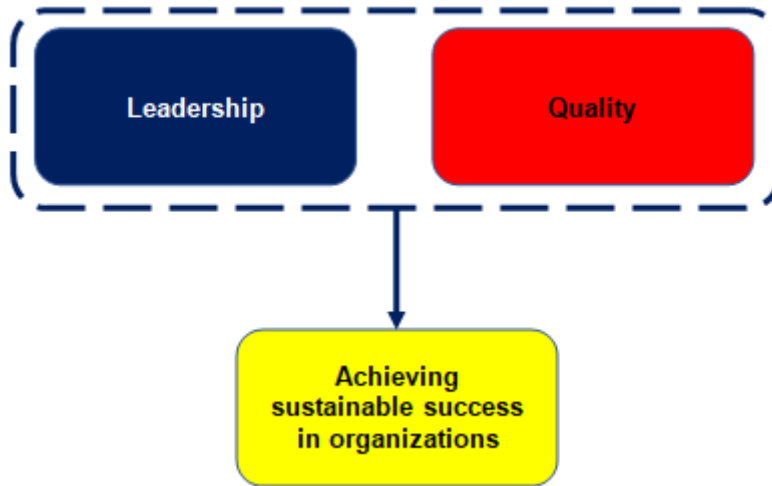 Leadership
Quality
Achieving
sustainable success
in organizations